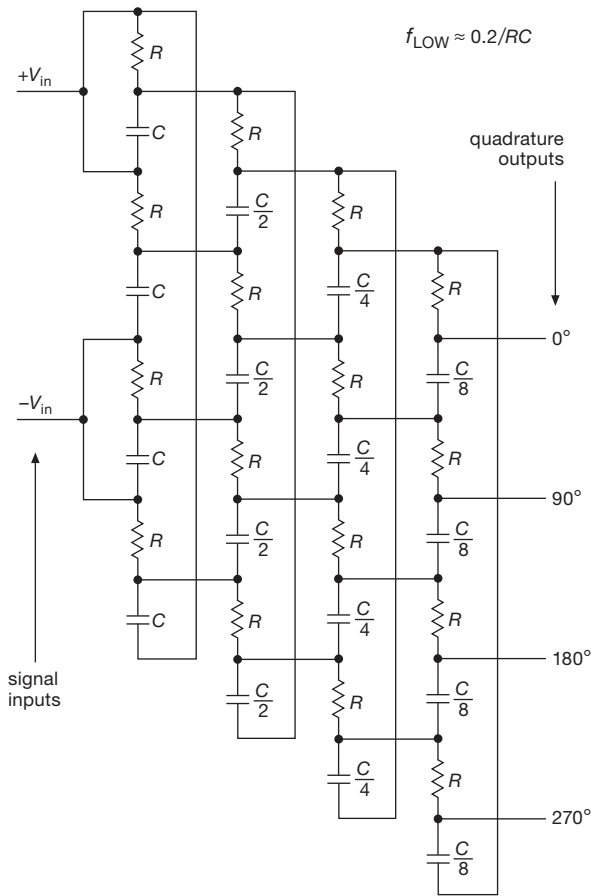 f_LOW ≈ 0.2/RC
+V_in
R
C
R
C
R
C
R
C
−V_in
signal
inputs
R
C/2
R
C/2
R
C/2
R
C/2
R
C/4
R
C/4
R
C/4
R
C/4
R
C/8
R
C/8
R
C/8
R
C/8
quadrature
outputs
0°
90°
180°
270°